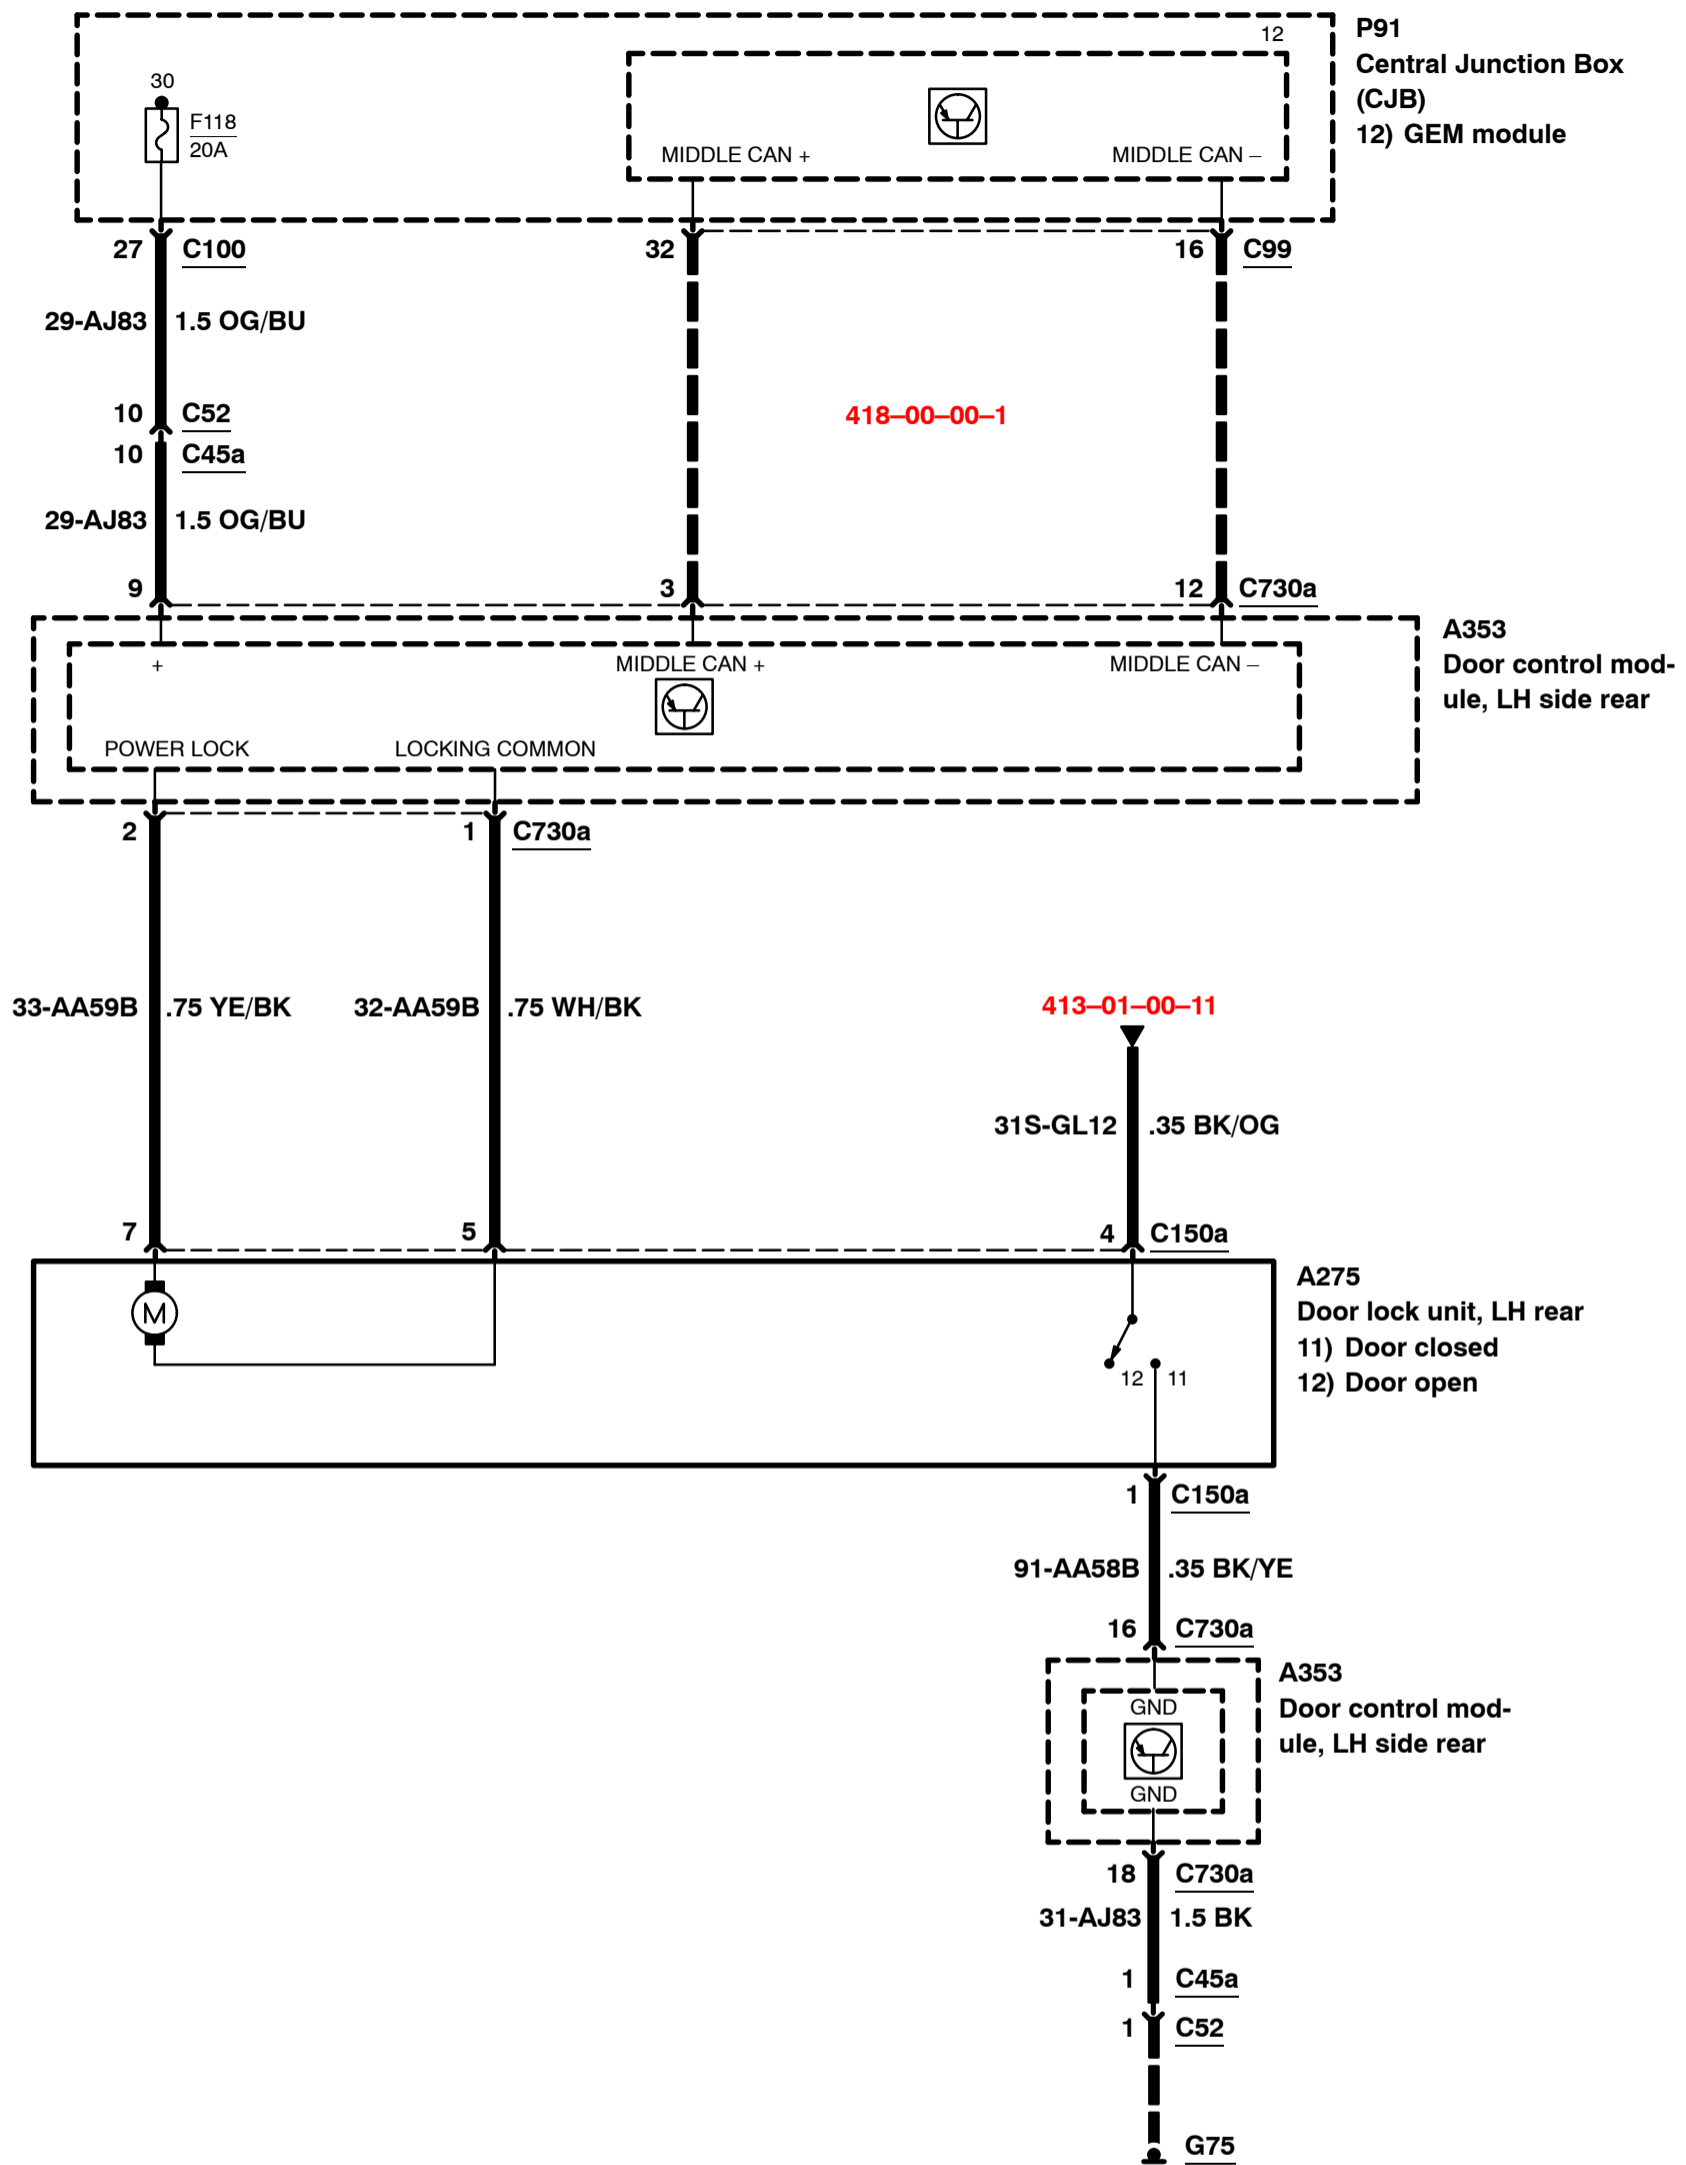 P91
Central Junction Box
(CJB)
12) GEM module
12
30
F118
20A
MIDDLE CAN +
MIDDLE CAN –
27 C100
32
16 C99
29-AJ83 1.5 OG/BU
10 C52
418–00–00–1
10 C45a
29-AJ83 1.5 OG/BU
9
3
12 C730a
A353
Door control mod-
ule, LH side rear
+
MIDDLE CAN +
MIDDLE CAN –
POWER LOCK
LOCKING COMMON
2
1 C730a
33-AA59B .75 YE/BK
32-AA59B .75 WH/BK
413–01–00–11
31S-GL12 .35 BK/OG
7
5
4 C150a
A275
Door lock unit, LH rear
11) Door closed
12) Door open
M
12 11
1 C150a
91-AA58B .35 BK/YE
16 C730a
A353
Door control mod-
ule, LH side rear
GND
GND
18 C730a
31-AJ83 1.5 BK
1 C45a
1 C52
G75